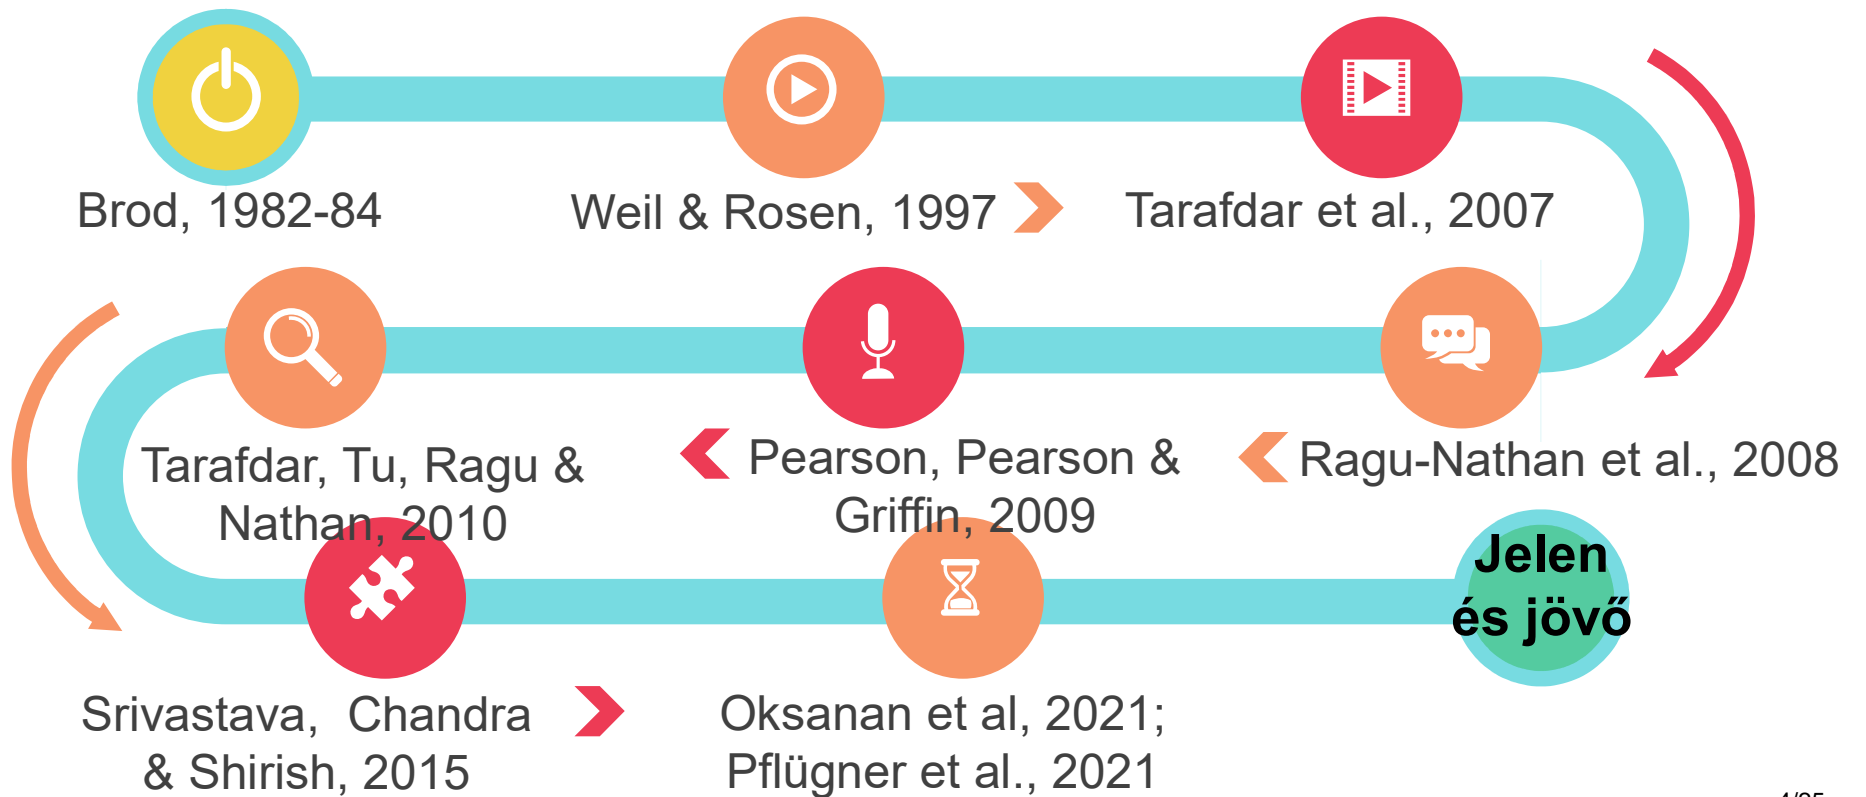 Brod, 1982-84
Weil & Rosen, 1997
Tarafdar et al., 2007
Ragu-Nathan et al., 2008
Pearson, Pearson &
Griffin, 2009
Tarafdar, Tu, Ragu &
Nathan, 2010
Srivastava, Chandra
& Shirish, 2015
Oksanan et al, 2021;
Pflügner et al., 2021
Jelen
és jövő